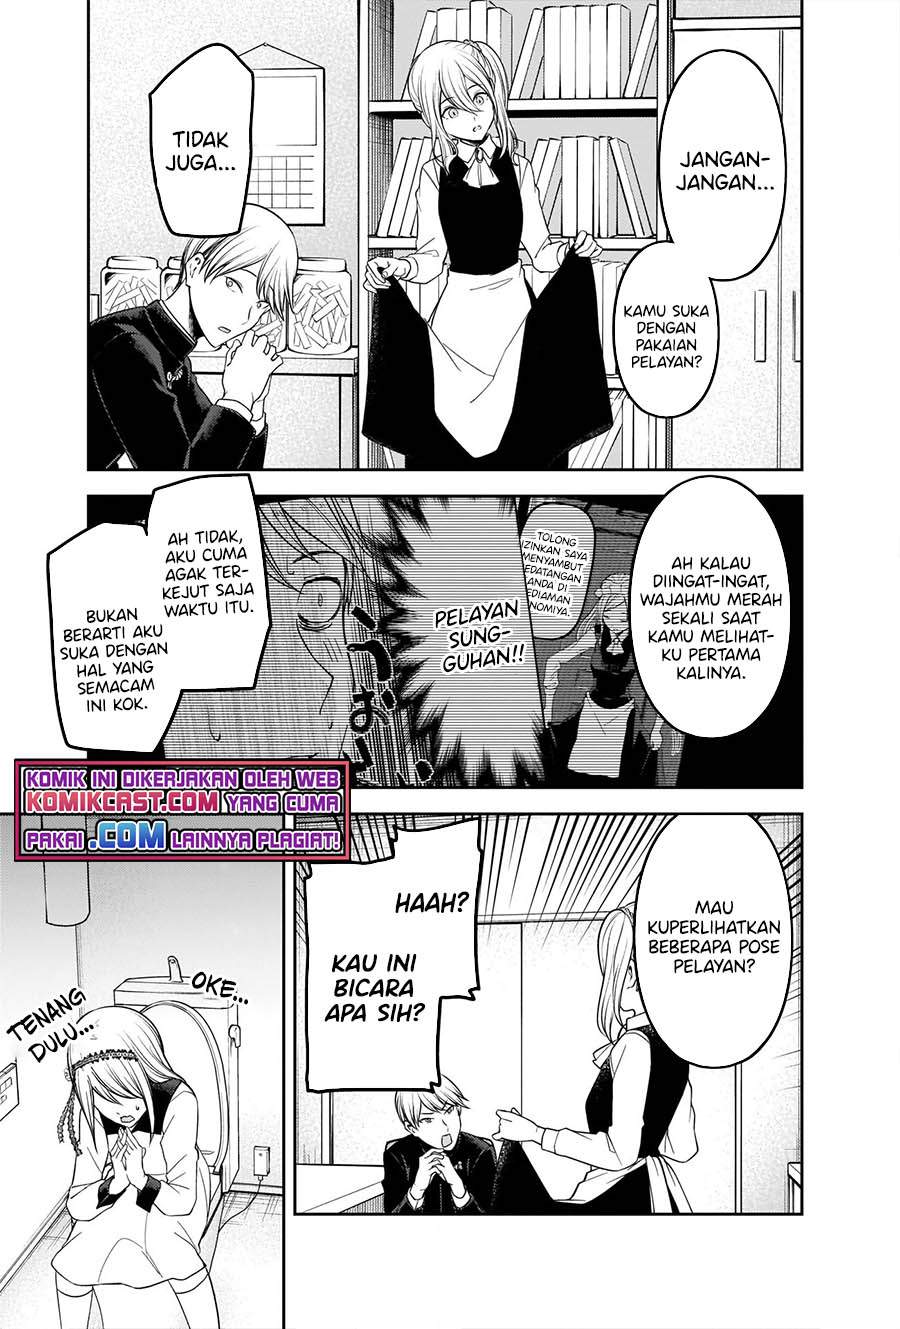 JANGAN-
JANGAN...
KAMU SUKA
DENGAN
PAKAIAN
PELAYAN?
TIDAK
JUGA...
AH KALAU
DIINGAT-INGAT,
WAJAHMU MERAH
SEKALI SAAT
KAMU MELIHAT-
KU PERTAMA
KALINYA.
TOLONG
IZINKAN SAYA
MENYAMBUT
KEDATANGAN
ANDA DI
KEDIAMAN
NOMIYA.
PELAYAN
SUNG-
GUHAN!!
うおっ
AH TIDAK,
AKU CUMA
AGAK TER-
KEJUT SAJA
WAKTU ITU.
BUKAN
BERARTI AKU
SUKA DENGAN
HAL YANG
SEMACAM
INI KOK.
KOMIK INI DIKERJAKAN OLEH WEB
KOMIKCAST.COM YANG CUMA
PAKAI .COM LAINNYA PLAGIAT!
MAU
KUPERLIHATKAN
BEBERAPA POSE
PELAYAN?
HAAH?
KAU INI
BICARA
APA SIH?
OKE...
TENANG
DULU...